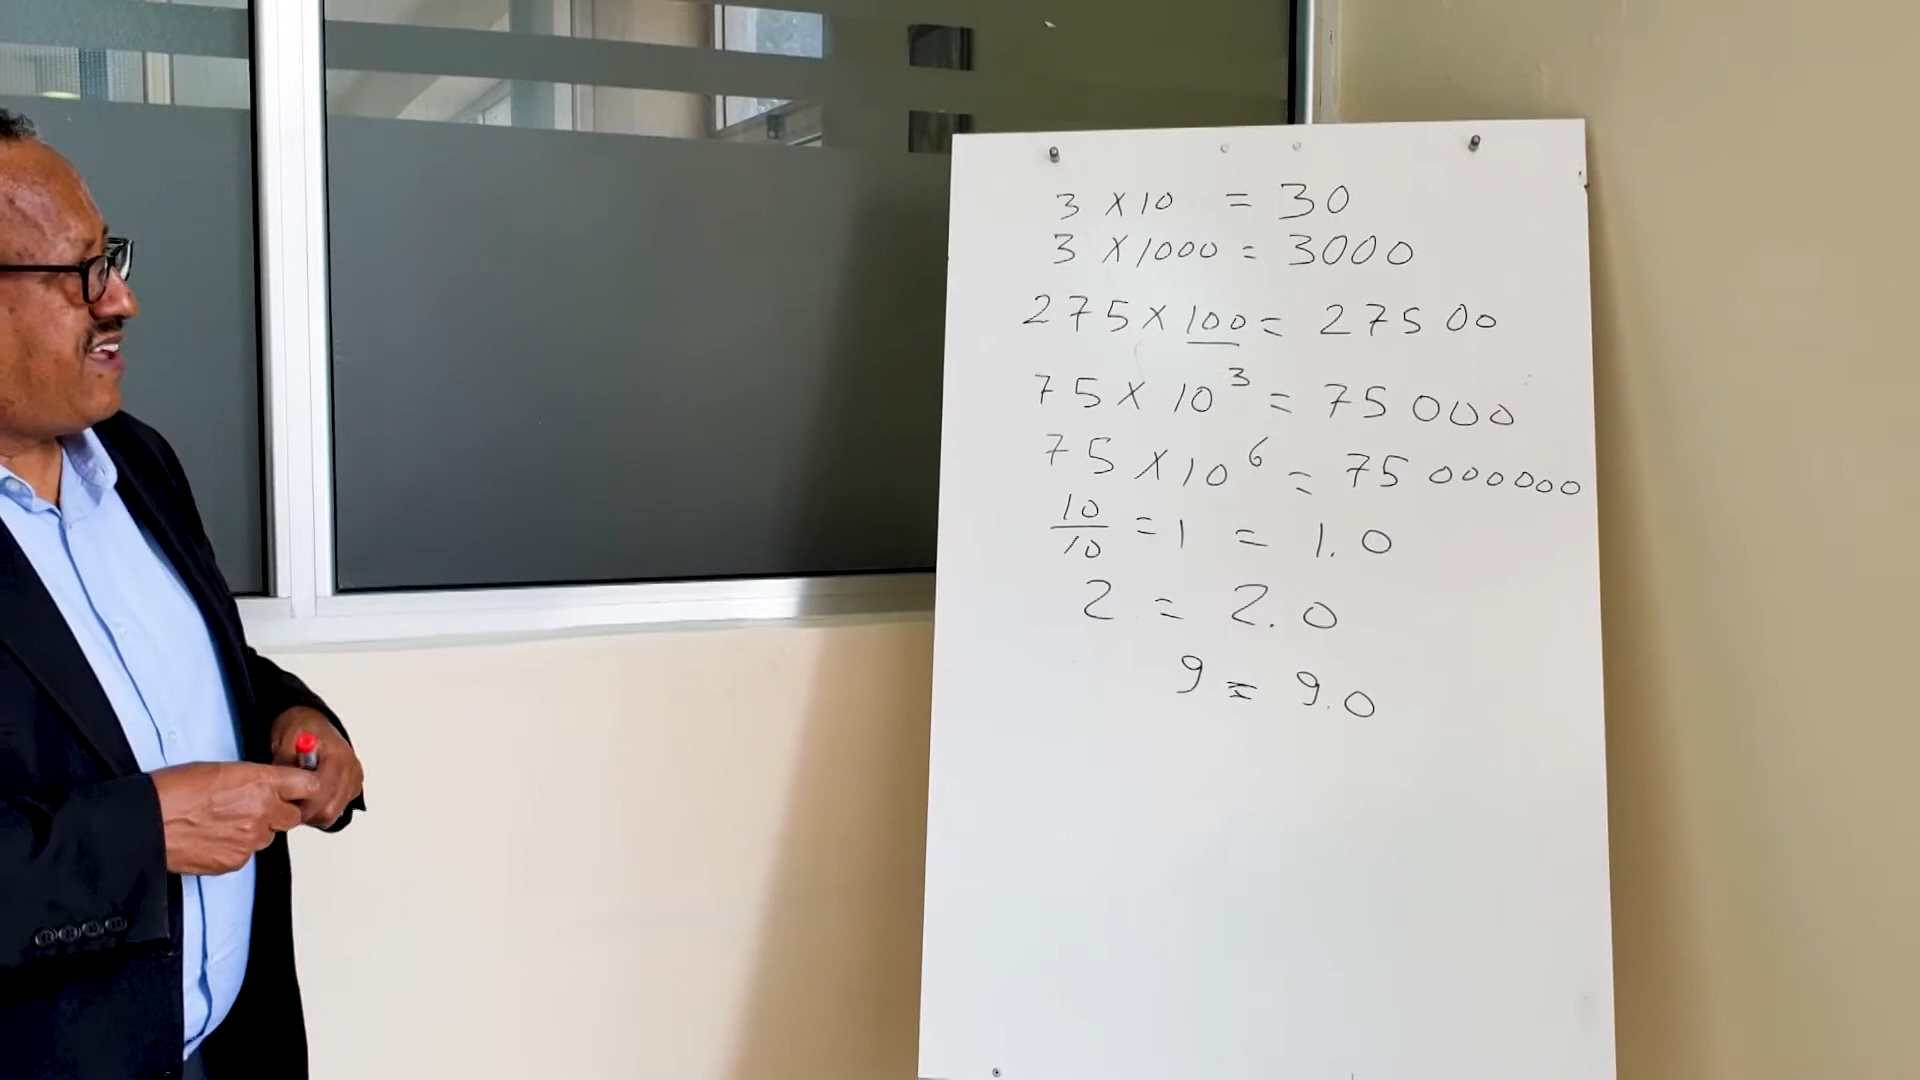 3 × 10 = 30
3 × 1000 = 3000
275 × 100 = 27500
75 × 10³ = 75 000
75 × 10⁶ = 75 000000
10/10 = 1 = 1.0
2 = 2.0
9 = 9.0